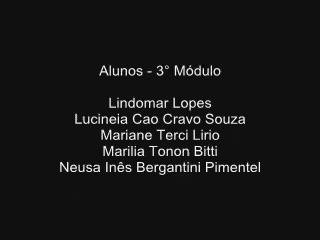 Alunos - 3° Módulo
Lindomar Lopes
Lucineia Cao Cravo Souza
Mariane Terci Lirio
Marilia Tonon Bitti
Neusa Inês Bergantini Pimentel